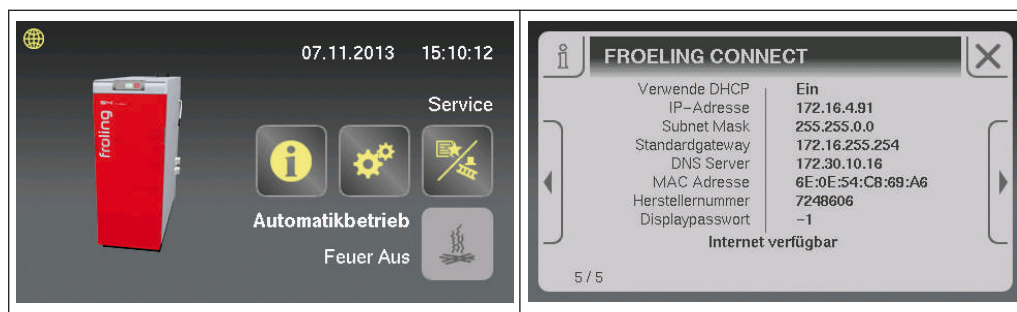 07.11.2013 15:10:12
Service
froling
Automatikbetrieb
Feuer Aus
FROELING CONNECT
Verwende DHCP Ein
IP-Adresse 172.16.4.91
Subnet Mask 255.255.0.0
Standardgateway 172.16.255.254
DNS Server 172.30.10.16
MAC Adresse 6E:0E:54:C8:69:A6
Herstellernummer 7248606
Displaypasswort -1
Internet verfügbar
5/5